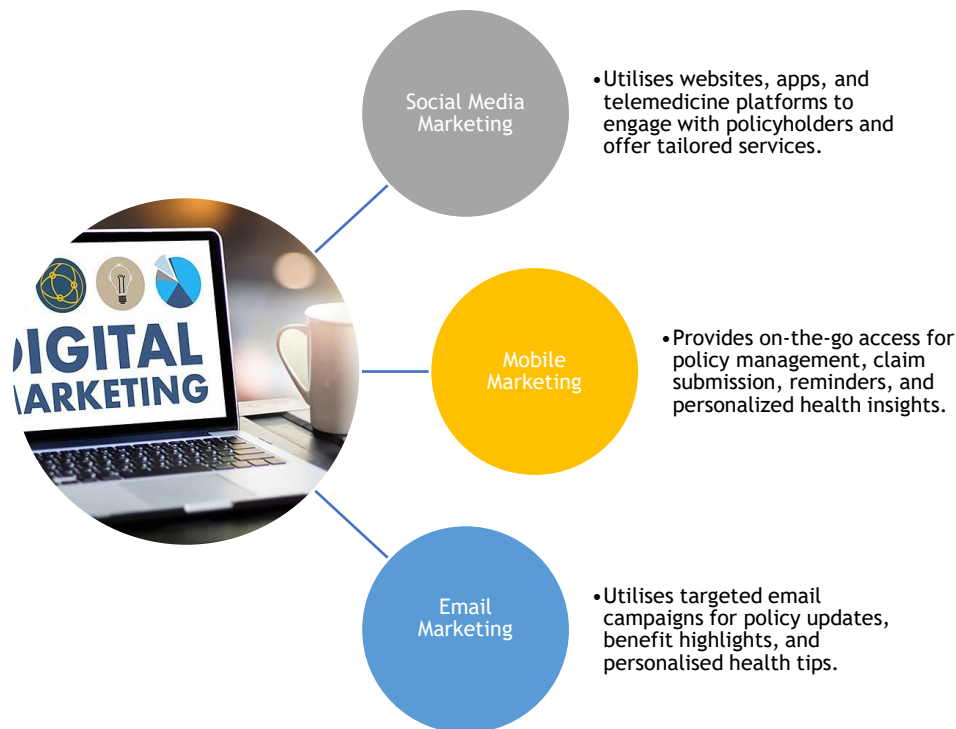 Social Media
Marketing
•Utilises websites, apps, and
telemedicine platforms to
engage with policyholders and
offer tailored services.
DIGITAL
MARKETING
Mobile
Marketing
•Provides on-the-go access for
policy management, claim
submission, reminders, and
personalized health insights.
Email
Marketing
•Utilises targeted email
campaigns for policy updates,
benefit highlights, and
personalised health tips.